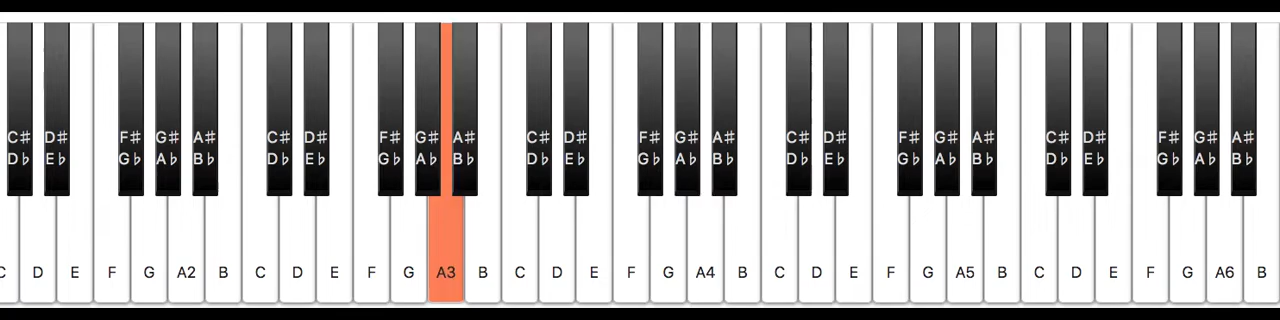 C♯ D♯ F♯ G♯ A♯ C♯ D♯ F♯ G♯ A♯ C♯ D♯ F♯ G♯ A♯ C♯ D♯ F♯ G♯ A♯ C♯ D♯ F♯ G♯ A♯
D♭ E♭ G♭ A♭ B♭ D♭ E♭ G♭ A♭ B♭ D♭ E♭ G♭ A♭ B♭ D♭ E♭ G♭ A♭ B♭ D♭ E♭ G♭ A♭ B♭
C D E F G A2 B C D E F G A3 B C D E F G A4 B C D E F G A5 B C D E F G A6 B